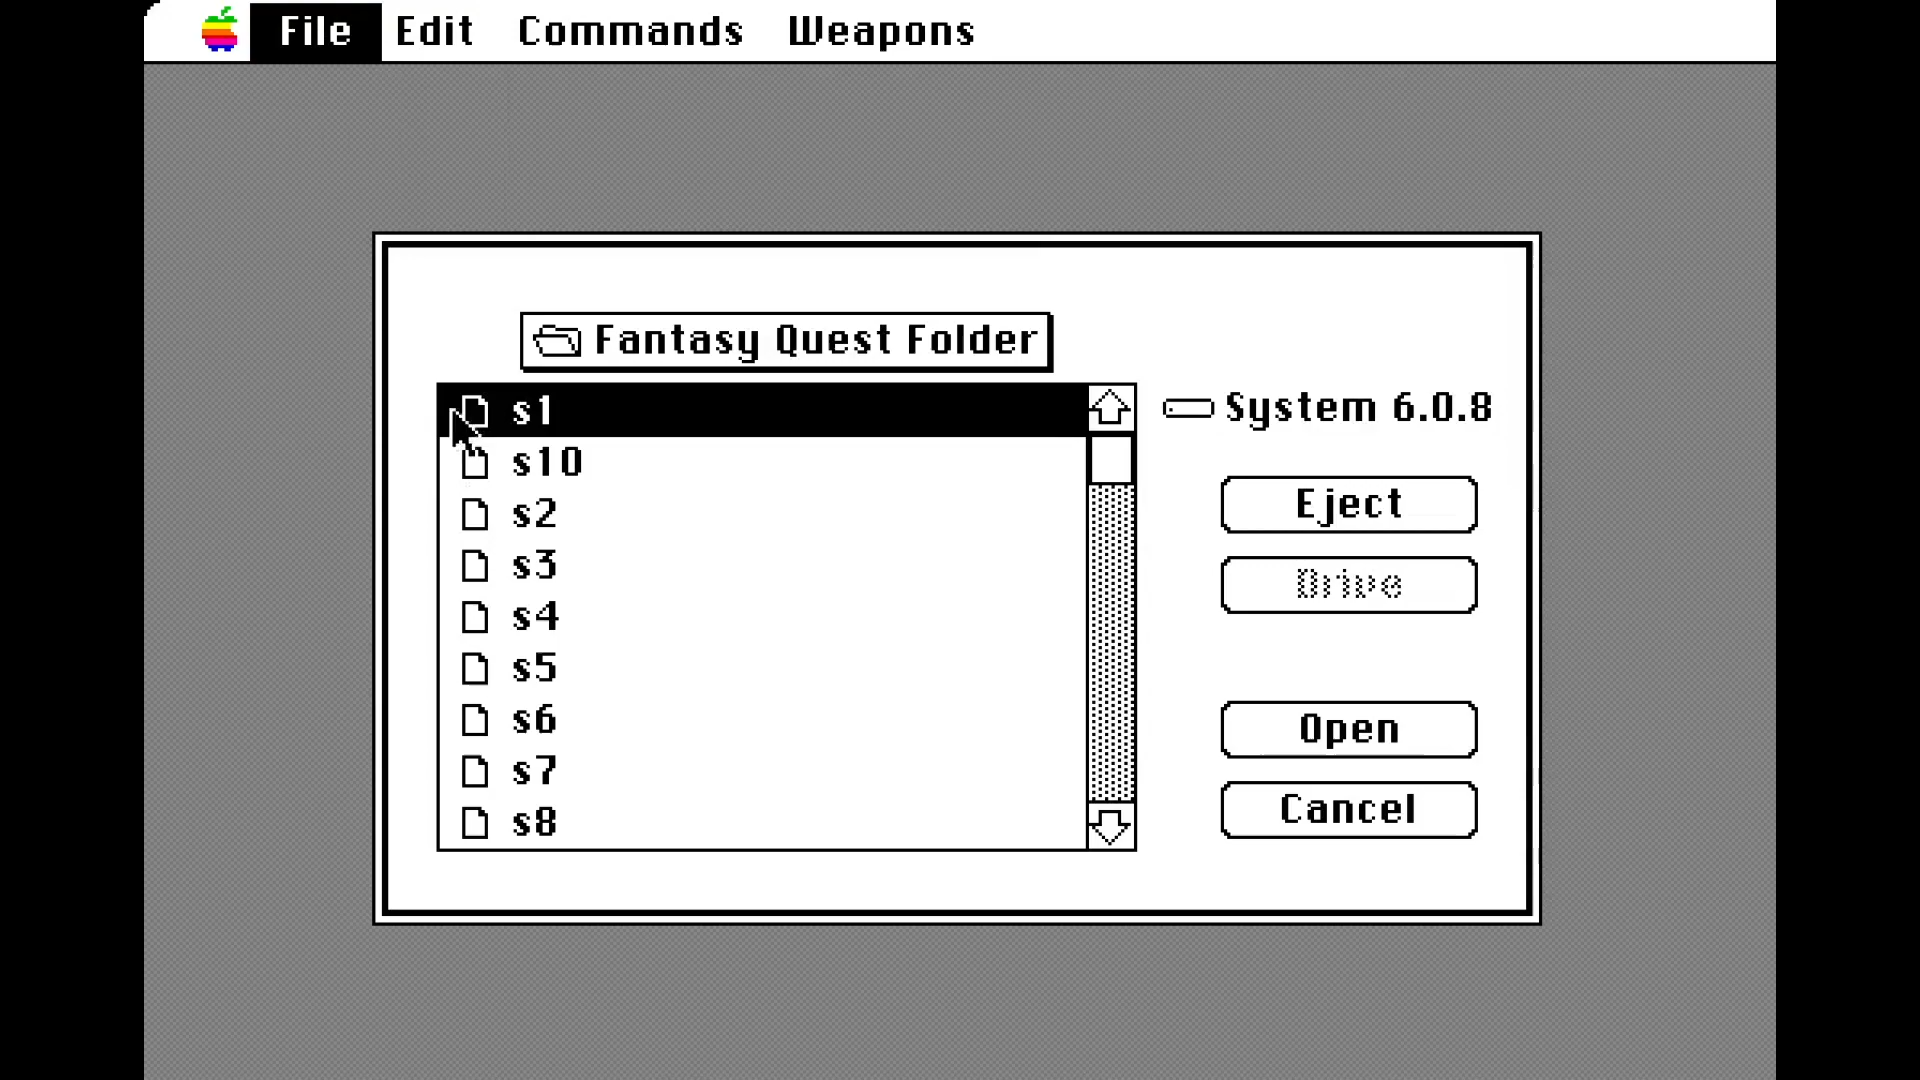 File Edit Commands Weapons
Fantasy Quest Folder
s1
s10
s2
s3
s4
s5
s6
s7
s8
System 6.0.8
Eject
Drive
Open
Cancel